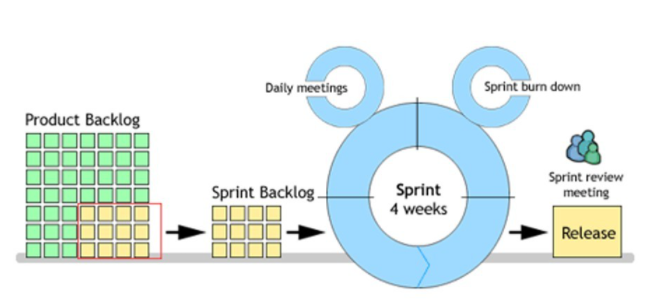 Daily meetings
Sprint burn down
Product Backlog
Sprint Backlog
Sprint
4 weeks
Sprint review
meeting
Release